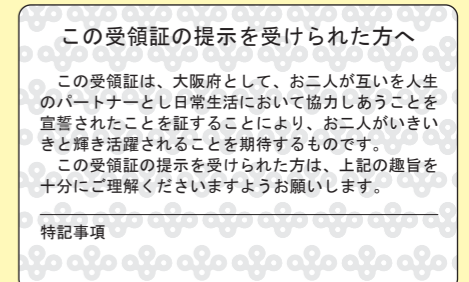 この受領証の提示を受けられた方へ
この受領証は、大阪府として、お二人が互いを人生
のパートナーとし日常生活において協力しあうことを
宣誓されたことを証することにより、お二人がいきい
きと輝き活躍されることを期待するものです。
この受領証の提示を受けられた方は、上記の趣旨を
十分にご理解くださいますようお願いします。
特記事項